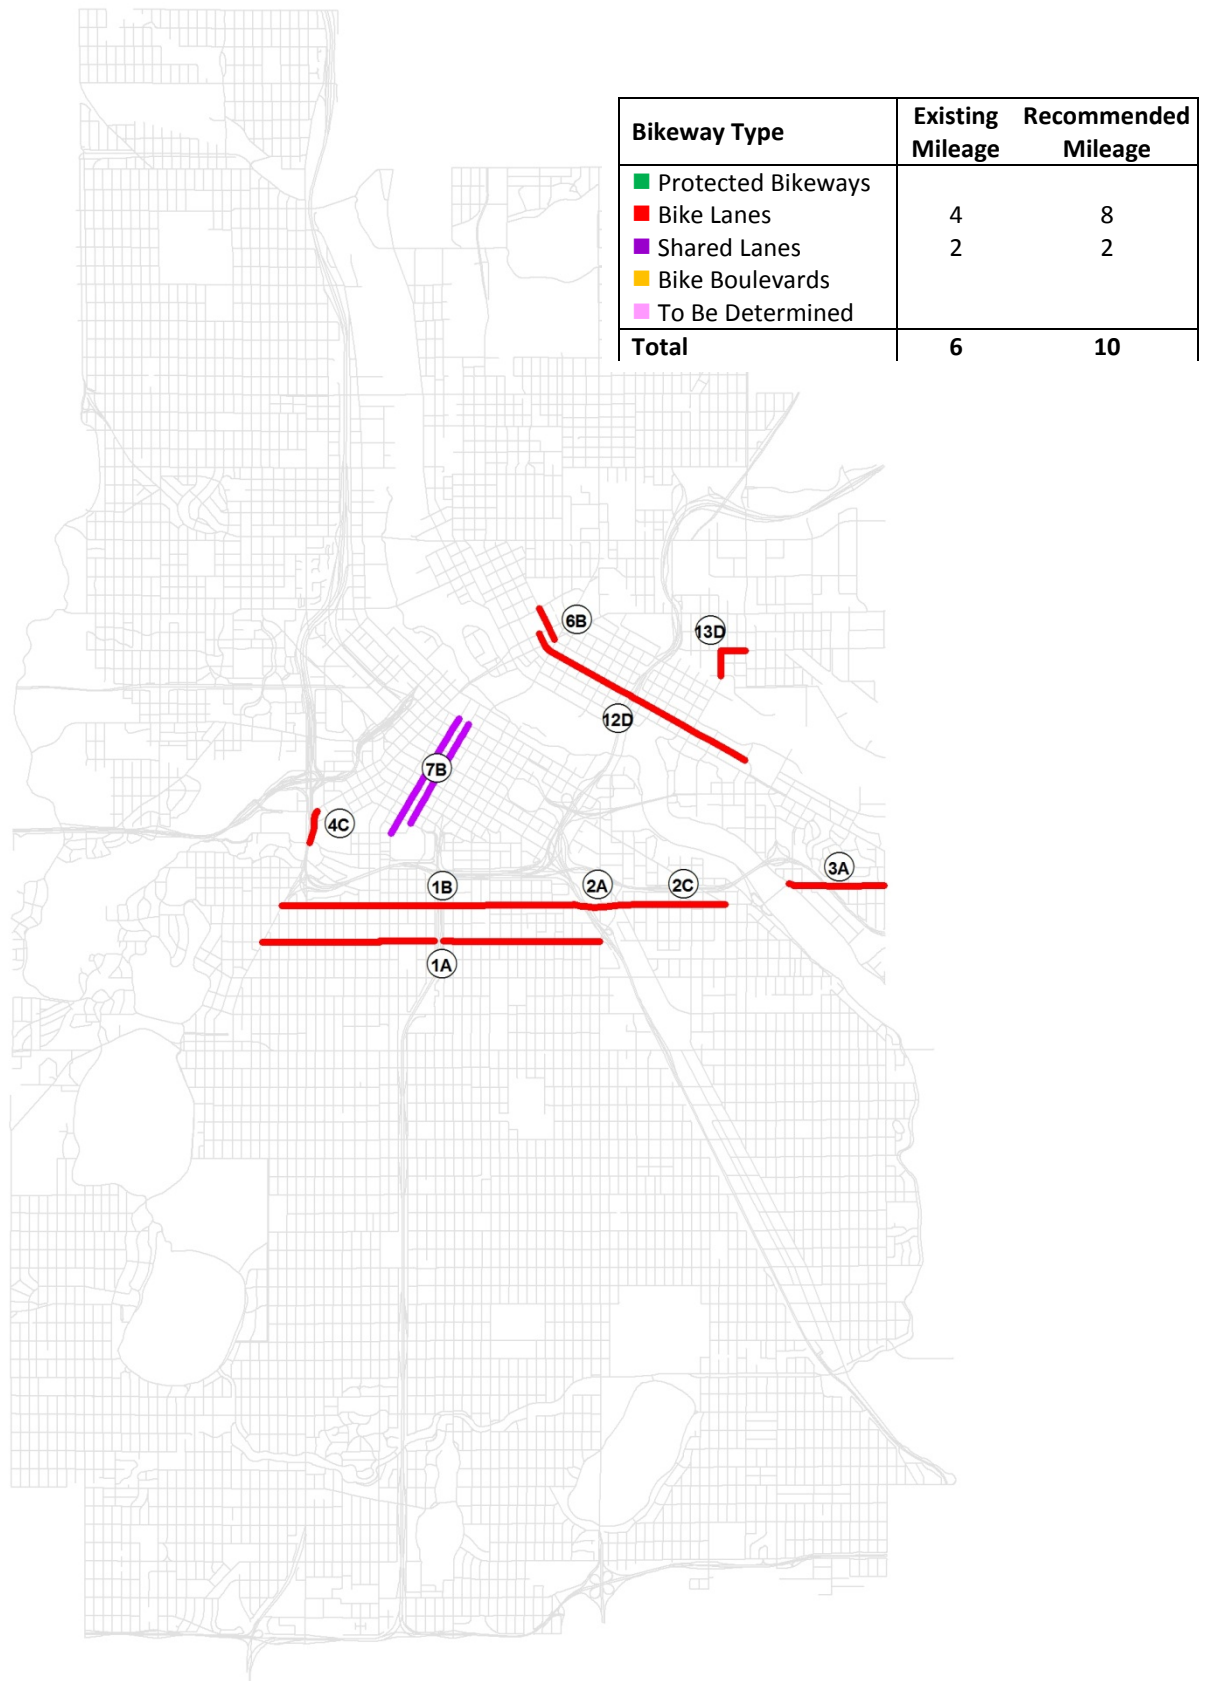 Bikeway Type Existing Mileage Recommended Mileage
Protected Bikeways
Bike Lanes 4 8
Shared Lanes 2 2
Bike Boulevards
To Be Determined
Total 6 10
6B
13D
12D
7B
4C
3A
1B
2A
2C
1A